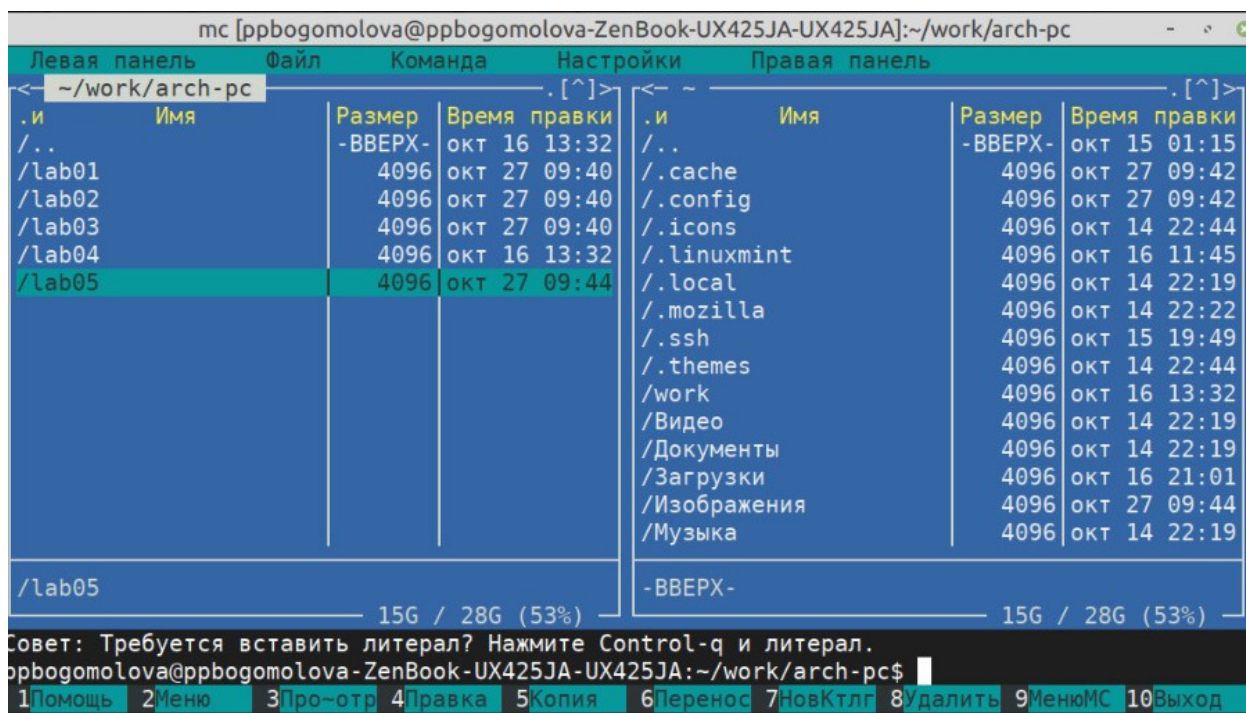 mc [ppbogomolova@ppbogomolova-ZenBook-UX425JA-UX425JA]:~/work/arch-pc
Левая панель Файл Команда Настройки Правая панель
<— ~/work/arch-pc .[^]> <— ~ .[^]>
.и Имя Размер Время правки .и Имя Размер Время правки
/.. -ВВЕРХ- окт 16 13:32 /.. -ВВЕРХ- окт 15 01:15
/lab01 4096 окт 27 09:40 /.cache 4096 окт 27 09:42
/lab02 4096 окт 27 09:40 /.config 4096 окт 27 09:42
/lab03 4096 окт 27 09:40 /.icons 4096 окт 14 22:44
/lab04 4096 окт 16 13:32 /.linuxmint 4096 окт 16 11:45
/lab05 4096 окт 27 09:44 /.local 4096 окт 14 22:19
/.mozilla 4096 окт 14 22:22
/.ssh 4096 окт 15 19:49
/.themes 4096 окт 14 22:44
/work 4096 окт 16 13:32
/Видео 4096 окт 14 22:19
/Документы 4096 окт 14 22:19
/Загрузки 4096 окт 16 21:01
/Изображения 4096 окт 27 09:44
/Музыка 4096 окт 14 22:19
/lab05 -ВВЕРХ-
15G / 28G (53%) 15G / 28G (53%)
Совет: Требуется вставить литерал? Нажмите Control-q и литерал.
ppbogomolova@ppbogomolova-ZenBook-UX425JA-UX425JA:~/work/arch-pc$
1Помощь 2Меню 3Про~отр 4Правка 5Копия 6Перенос 7НовКтлг 8Удалить 9МенюМС 10Выход